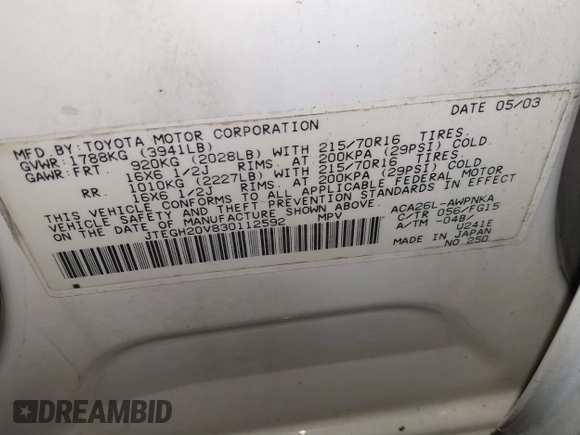 DATE 05/03
MFD BY: TOYOTA MOTOR CORPORATION
GVWR: 1788KG (3941LB)
GAWR: FRT 920KG (2028LB) WITH 215/70R16 TIRES.
16X6 1/2J RIMS. AT 200KPA (29PSI) COLD.
RR. 1010KG (2227LB) WITH 215/70R16 TIRES.
16X6 1/2J RIMS. AT 200KPA (29PSI) COLD.
THIS VEHICLE CONFORMS TO ALL APPLICABLE FEDERAL MOTOR
VEHICLE SAFETY, BUMPER, AND THEFT PREVENTION STANDARDS IN EFFECT
ON THE DATE OF MANUFACTURE SHOWN ABOVE.
JTEGH20V830112592 MPV
ACA26L-AWPNKA
C/TR 056/FG15
A/TM -04B/
U241E
MADE IN JAPAN
NO.250
DREAMBID